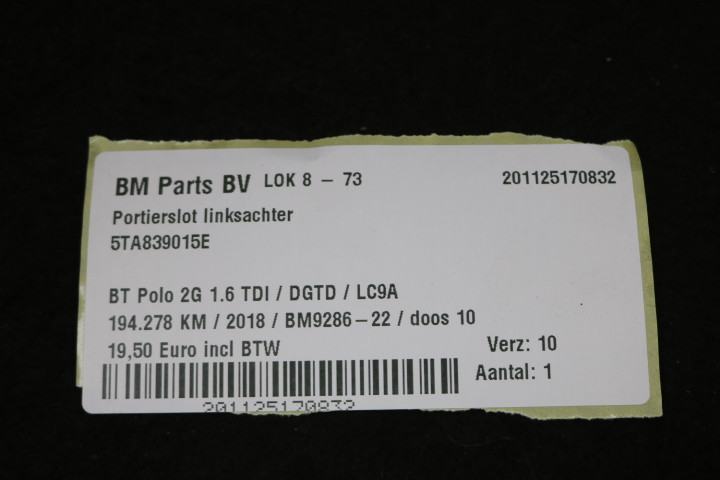 BM Parts BV LOK 8 – 73 201125170832
Portierslot linksachter
5TA839015E
BT Polo 2G 1.6 TDI / DGTD / LC9A
194.278 KM / 2018 / BM9286–22 / doos 10
19,50 Euro incl BTW Verz: 10
Aantal: 1
201125170832